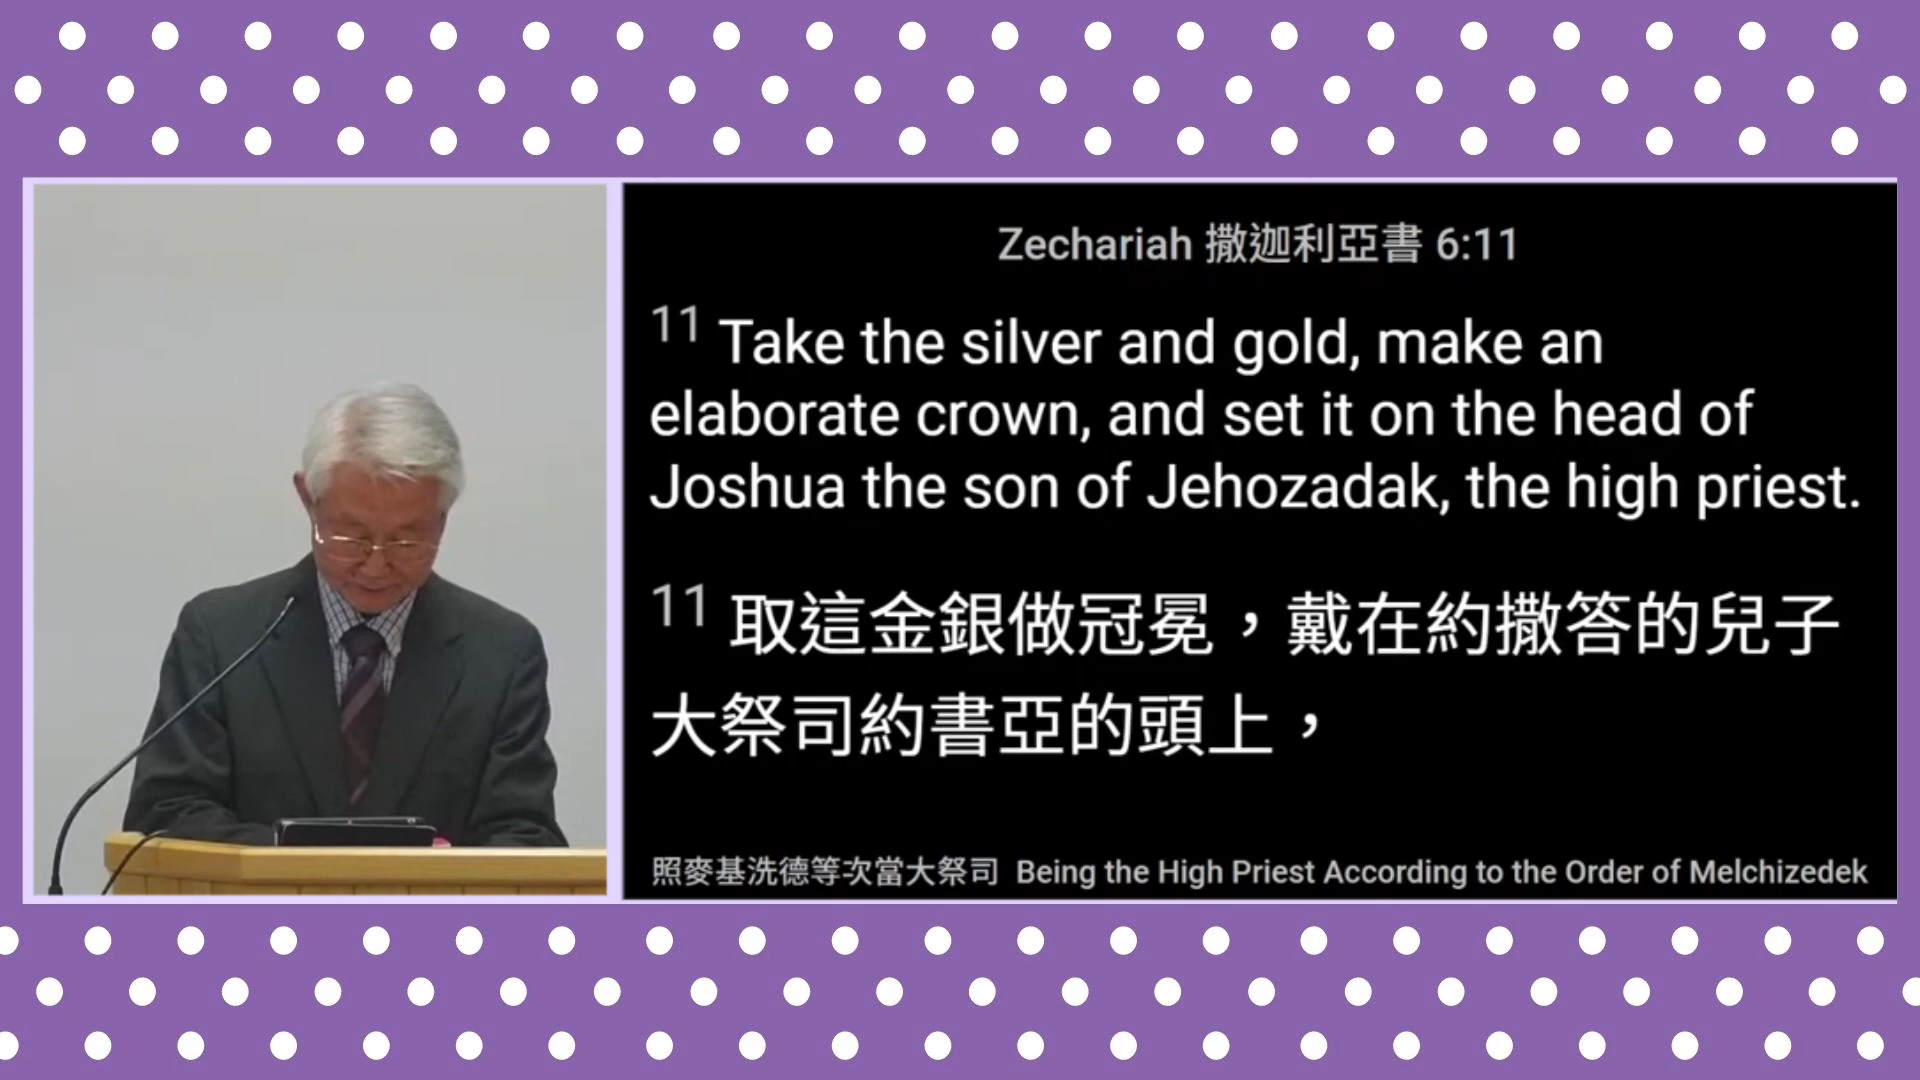 Zechariah 撒迦利亞書 6:11
11 Take the silver and gold, make an
elaborate crown, and set it on the head of
Joshua the son of Jehozadak, the high priest.
11 取這金銀做冠冕，戴在約撒答的兒子
大祭司約書亞的頭上，
照麥基洗德等次當大祭司 Being the High Priest According to the Order of Melchizedek